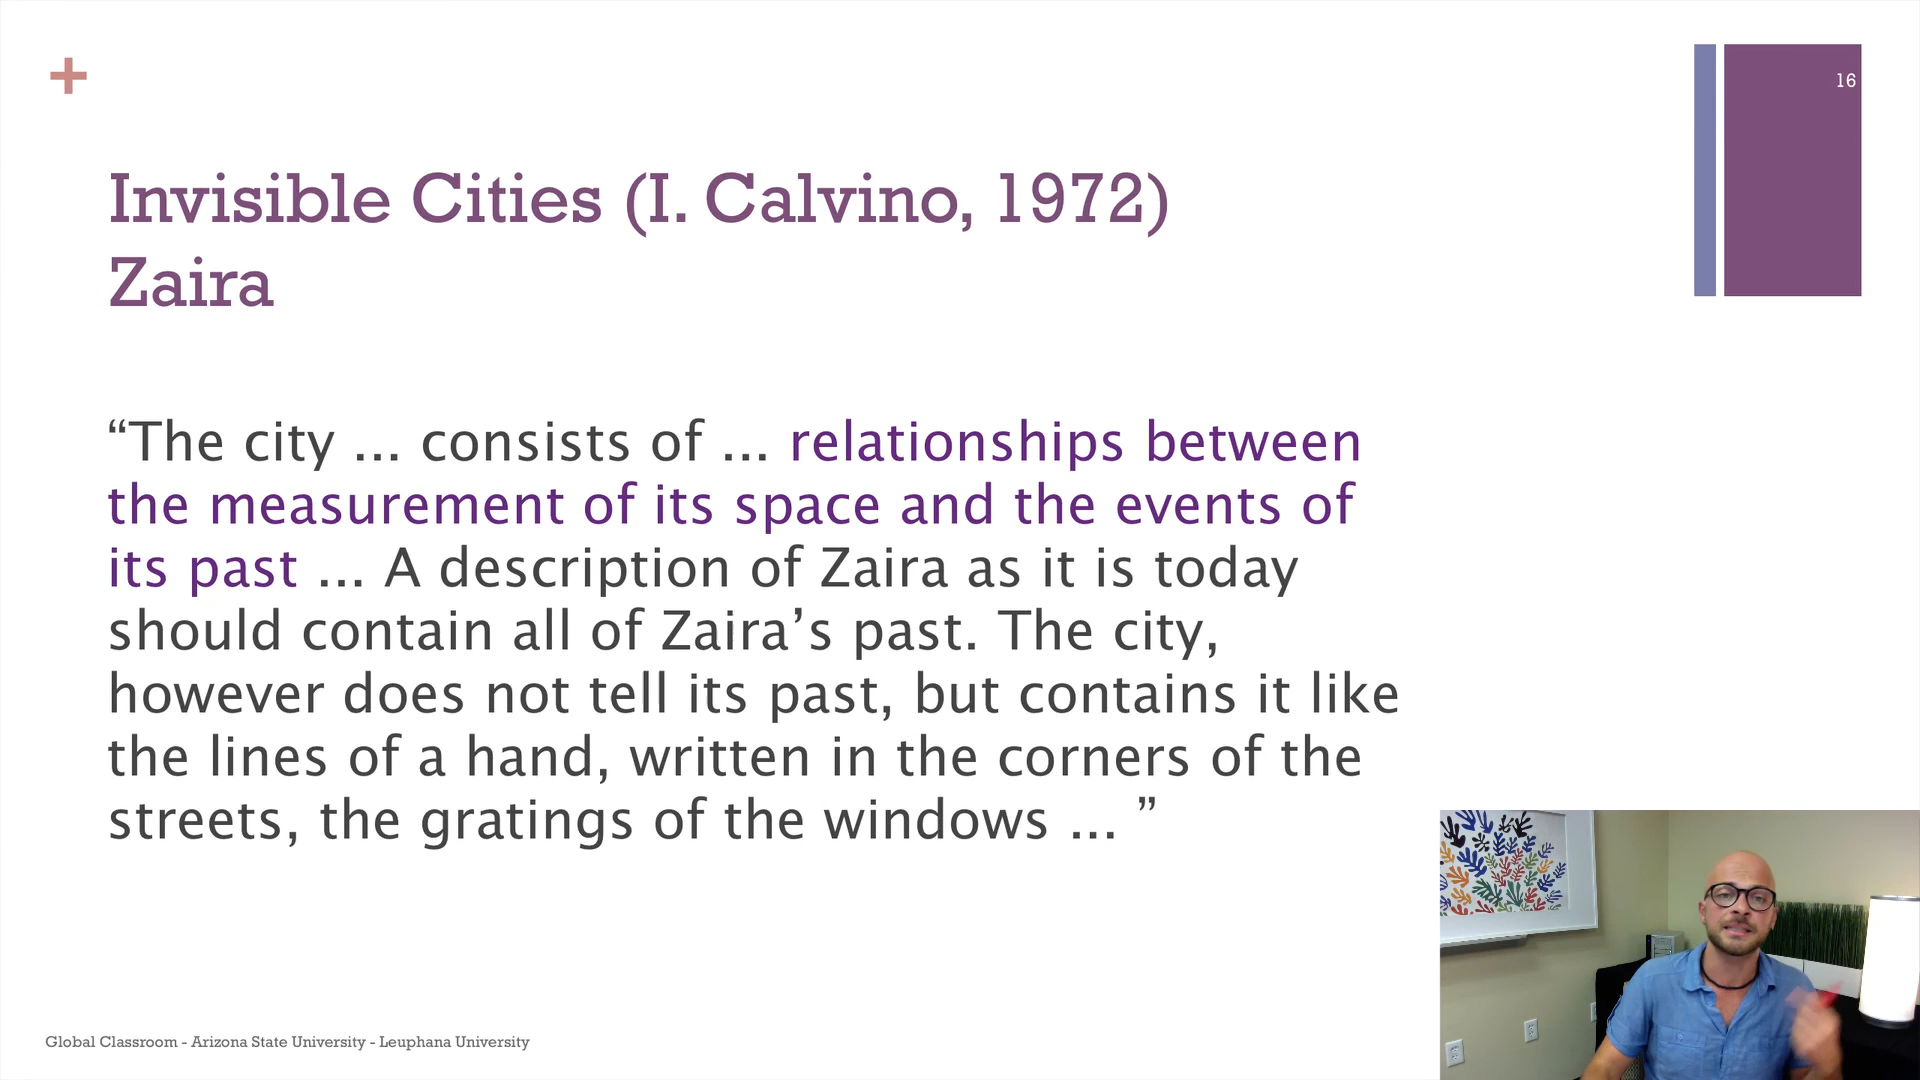 16
Invisible Cities (I. Calvino, 1972)
Zaira
“The city ... consists of ... relationships between
the measurement of its space and the events of
its past ... A description of Zaira as it is today
should contain all of Zaira’s past. The city,
however does not tell its past, but contains it like
the lines of a hand, written in the corners of the
streets, the gratings of the windows ... ”
Global Classroom - Arizona State University - Leuphana University